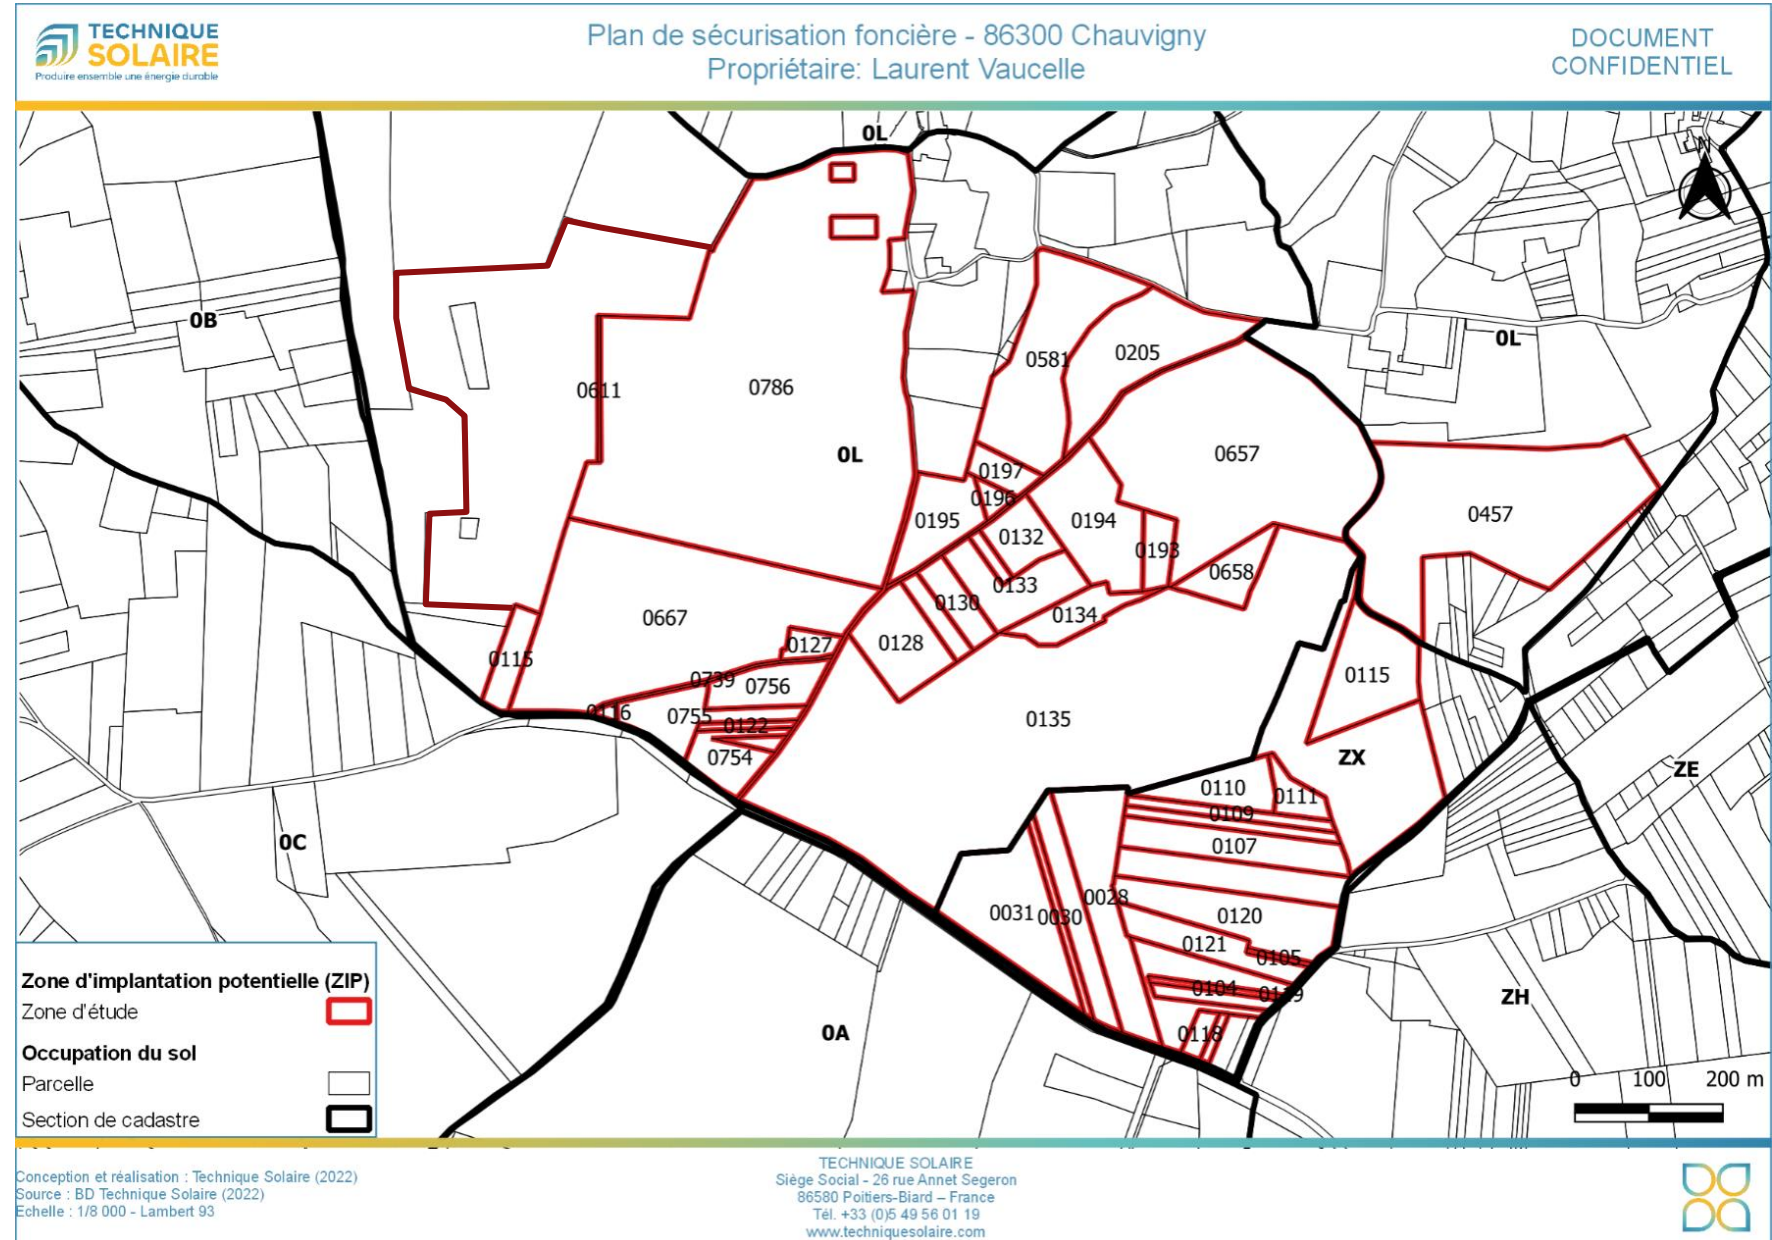 TECHNIQUE
SOLAIRE
Produire ensemble une énergie durable
Plan de sécurisation foncière - 86300 Chauvigny
Propriétaire: Laurent Vaucelle
DOCUMENT
CONFIDENTIEL
0L
N
0B
0L
0581
0205
0611
0786
0L
0657
0197
0196
0195
0132
0194
0457
0193
0133
0658
0130
0134
0667
0128
0127
0115
0739
0756
0115
0116
0755
0122
0135
0754
ZX
ZE
0110
0111
0109
0C
0107
0028
0031
0030
0120
0121
0105
0104
0119
ZH
0118
0A
Zone d'implantation potentielle (ZIP)
Zone d'étude
Occupation du sol
Parcelle
Section de cadastre
0 100 200 m
Conception et réalisation : Technique Solaire (2022)
Source : BD Technique Solaire (2022)
Echelle : 1/8 000 - Lambert 93
TECHNIQUE SOLAIRE
Siège Social - 26 rue Annet Segeron
86580 Poitiers-Biard – France
Tél. +33 (0)5 49 56 01 19
www.techniquesolaire.com